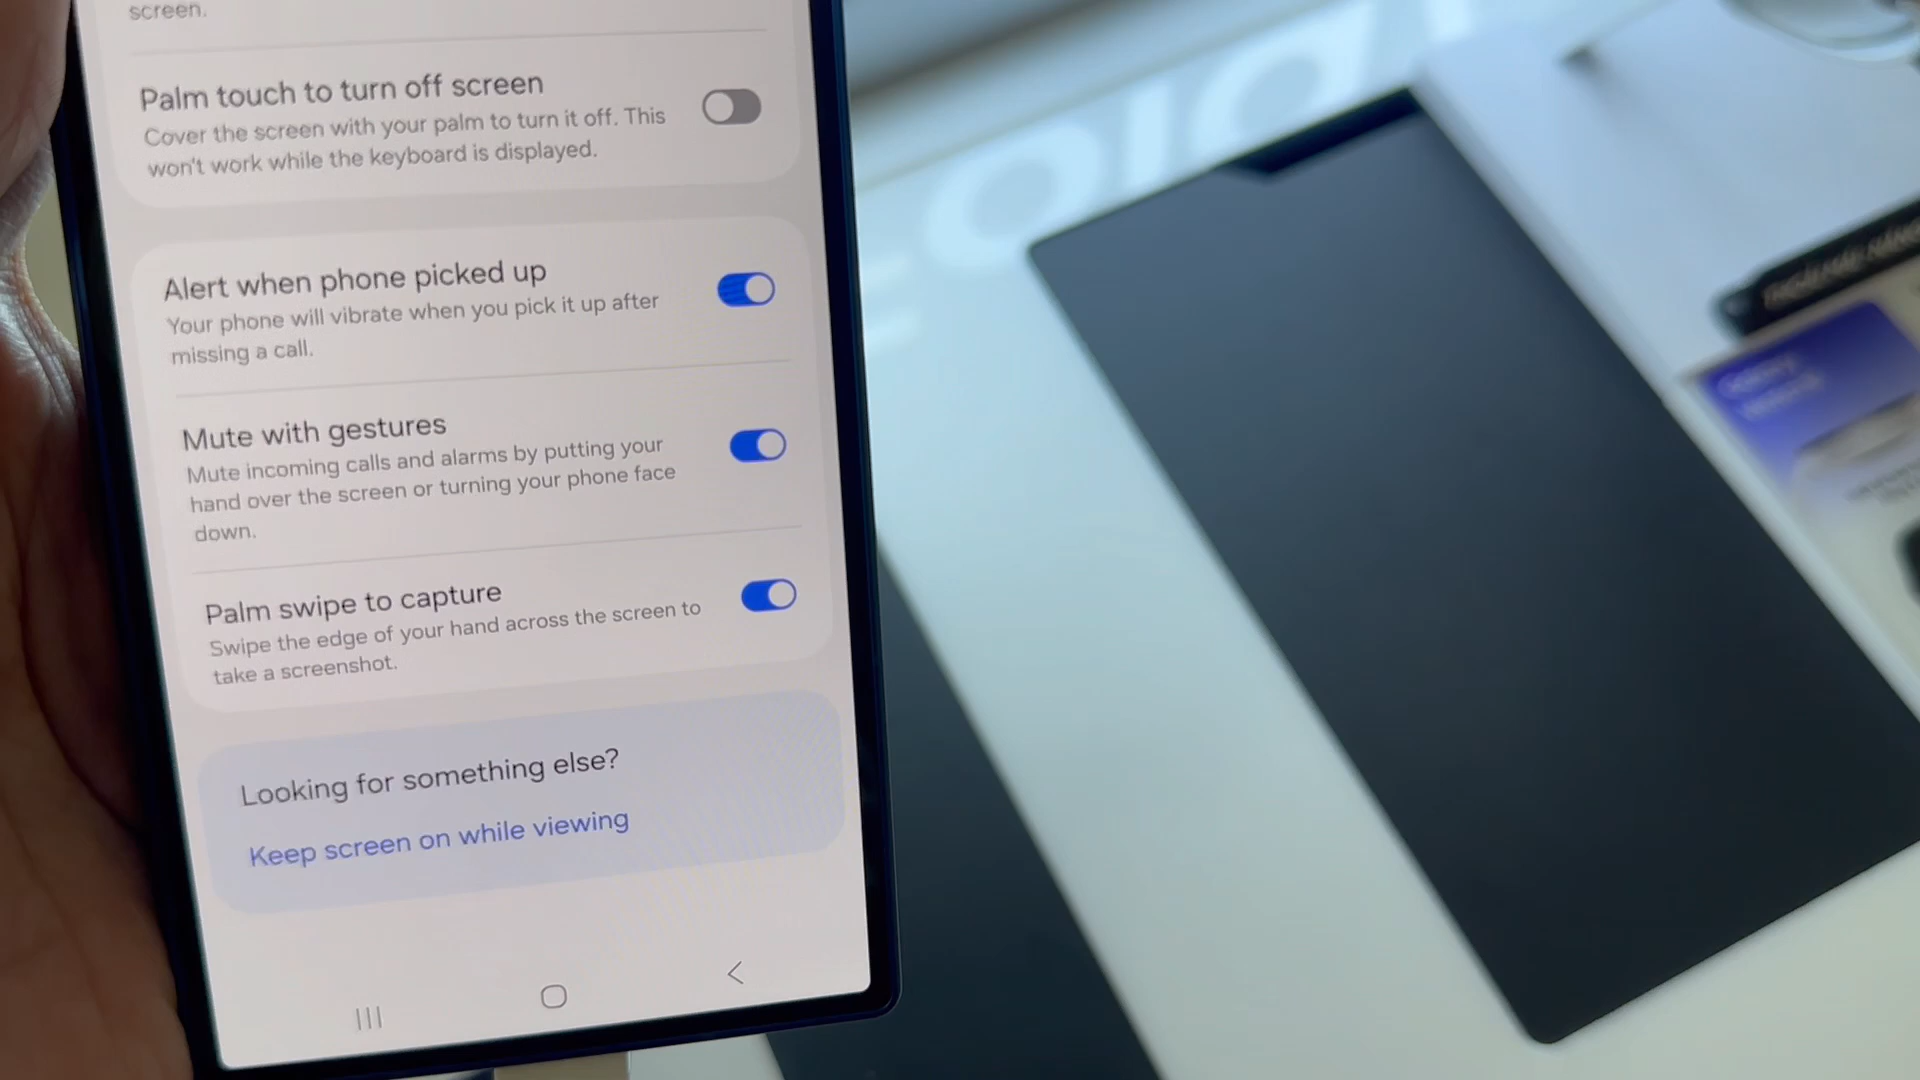 screen.
Palm touch to turn off screen
Cover the screen with your palm to turn it off. This
won't work while the keyboard is displayed.
Alert when phone picked up
Your phone will vibrate when you pick it up after
missing a call.
Mute with gestures
Mute incoming calls and alarms by putting your
hand over the screen or turning your phone face
down.
Palm swipe to capture
Swipe the edge of your hand across the screen to
take a screenshot.
Looking for something else?
Keep screen on while viewing